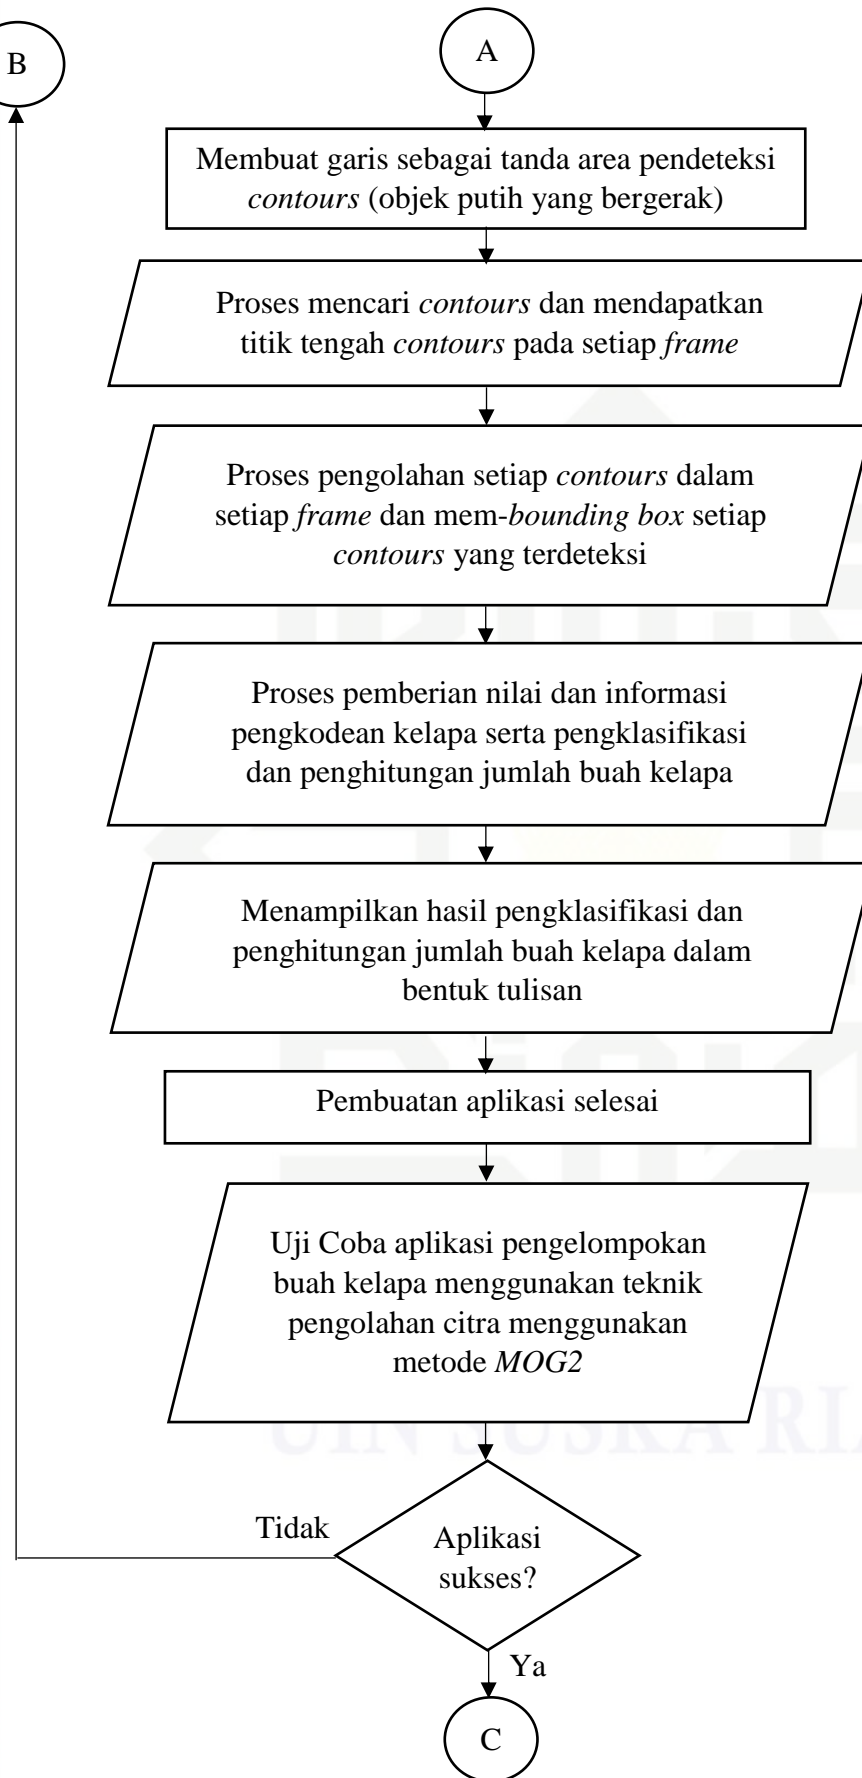 B
A
Membuat garis sebagai tanda area pendeteksi
contours (objek putih yang bergerak)
Proses mencari contours dan mendapatkan
titik tengah contours pada setiap frame
Proses pengolahan setiap contours dalam
setiap frame dan mem-bounding box setiap
contours yang terdeteksi
Proses pemberian nilai dan informasi
pengkodean kelapa serta pengklasifikasi
dan penghitungan jumlah buah kelapa
Menampilkan hasil pengklasifikasi dan
penghitungan jumlah buah kelapa dalam
bentuk tulisan
Pembuatan aplikasi selesai
Uji Coba aplikasi pengelompokan
buah kelapa menggunakan teknik
pengolahan citra menggunakan
metode MOG2
UIN SUSKA RIA
Tidak
Aplikasi
sukses?
Ya
C